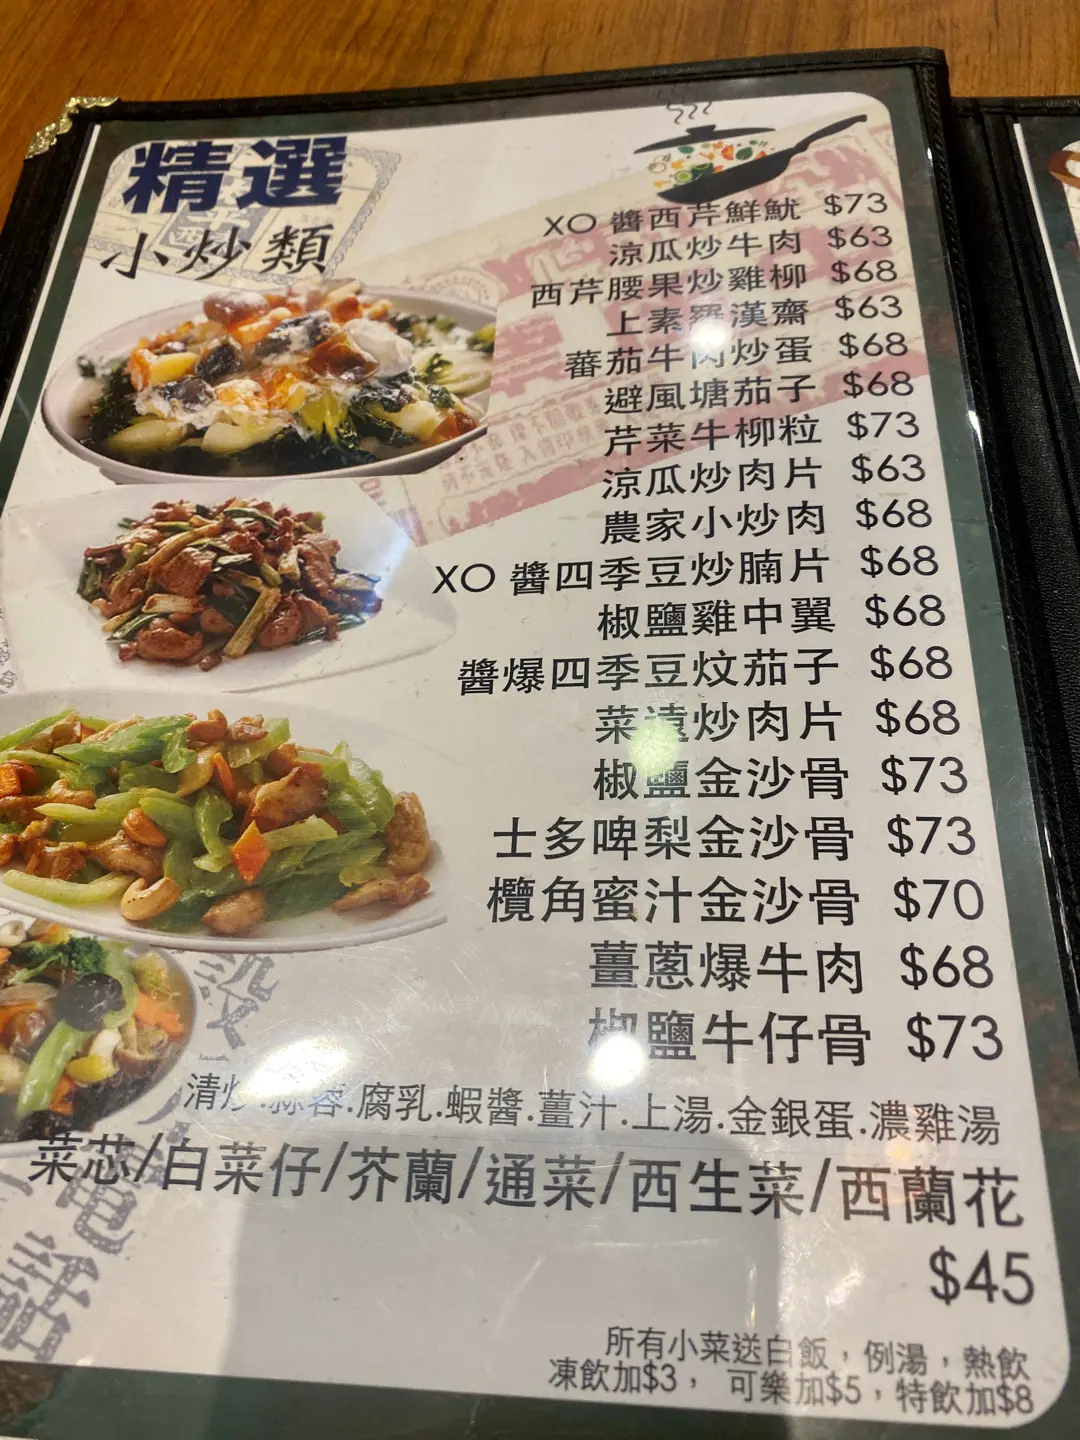 精選
小炒類
XO 醬西芹鮮魷 $73
涼瓜炒牛肉 $63
西芹腰果炒雞柳 $68
上素羅漢齋 $63
蕃茄牛肉炒蛋 $68
避風塘茄子 $68
芹菜牛柳粒 $73
涼瓜炒肉片 $63
農家小炒肉 $68
XO 醬四季豆炒腩片 $68
椒鹽雞中翼 $68
醬爆四季豆炆茄子 $68
菜遠炒肉片 $68
椒鹽金沙骨 $73
士多啤梨金沙骨 $73
欖角蜜汁金沙骨 $70
薑蔥爆牛肉 $68
椒鹽牛仔骨 $73
清炒.蒜蓉.腐乳.蝦醬.薑汁.上湯.金銀蛋.濃雞湯
菜芯/白菜仔/芥蘭/通菜/西生菜/西蘭花
$45
所有小菜送白飯，例湯，熱飲
凍飲加$3，可樂加$5，特飲加$8